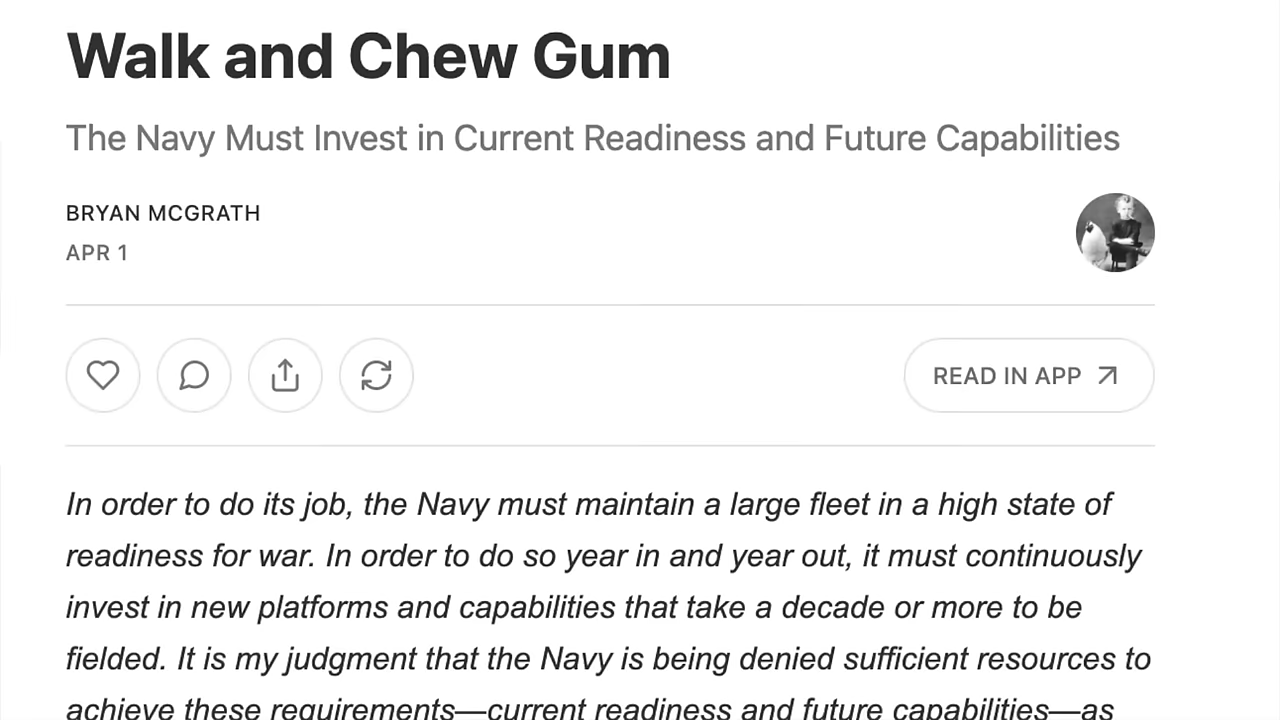 Walk and Chew Gum
The Navy Must Invest in Current Readiness and Future Capabilities
BRYAN MCGRATH
APR 1
READ IN APP
In order to do its job, the Navy must maintain a large fleet in a high state of
readiness for war. In order to do so year in and year out, it must continuously
invest in new platforms and capabilities that take a decade or more to be
fielded. It is my judgment that the Navy is being denied sufficient resources to
achieve these requirements—current readiness and future capabilities—as